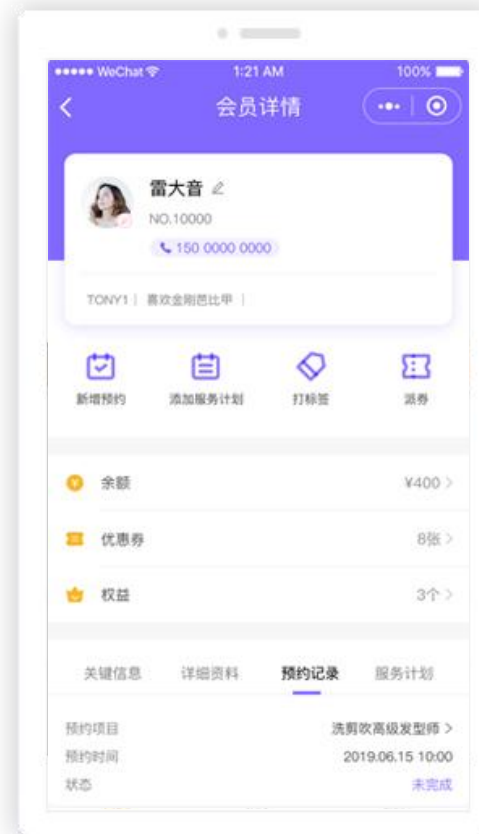 WeChat 1:21 AM 100%
会员详情
雷大音
NO.10000
150 0000 0000
TONY1 | 喜欢金刚芭比甲 |
新增预约 添加服务计划 打标签 派券
余额 ¥400 >
优惠券 8张 >
权益 3个 >
关键信息 详细资料 预约记录 服务计划
预约项目 洗剪吹高级发型师 >
预约时间 2019.06.15 10:00
状态 未完成